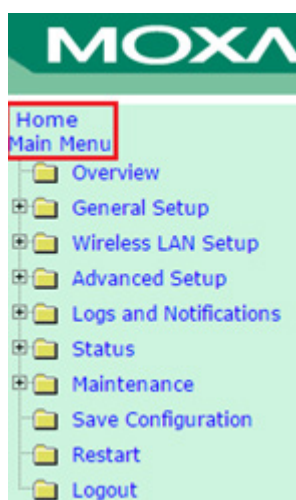 MOXA
Home
Main Menu
Overview
General Setup
Wireless LAN Setup
Advanced Setup
Logs and Notifications
Status
Maintenance
Save Configuration
Restart
Logout